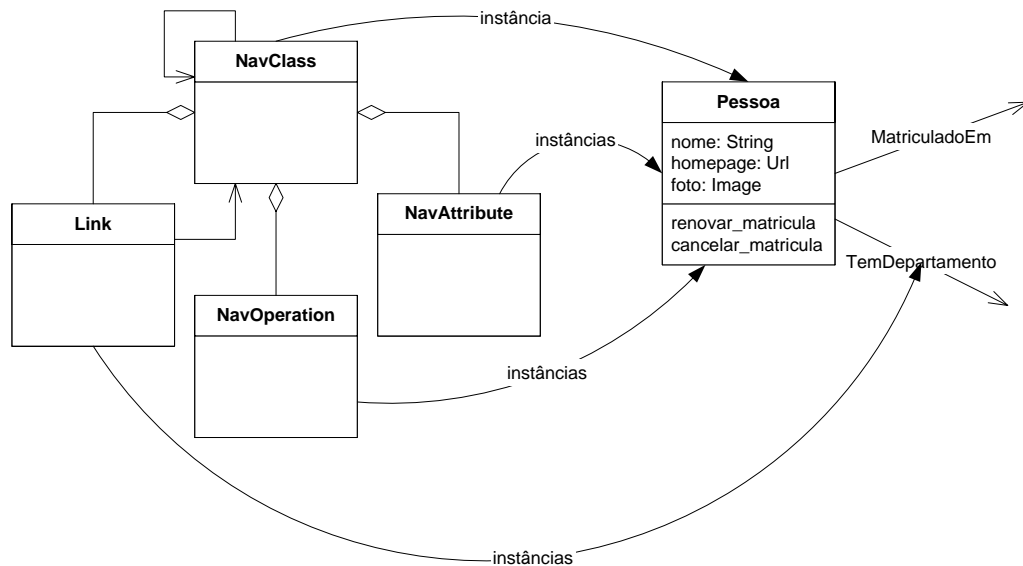 instância
NavClass
Pessoa
nome: String
homepage: Url
foto: Image
renovar_matricula
cancelar_matricula
MatriculadoEm
instâncias
Link
NavAttribute
TemDepartamento
NavOperation
instâncias
instâncias